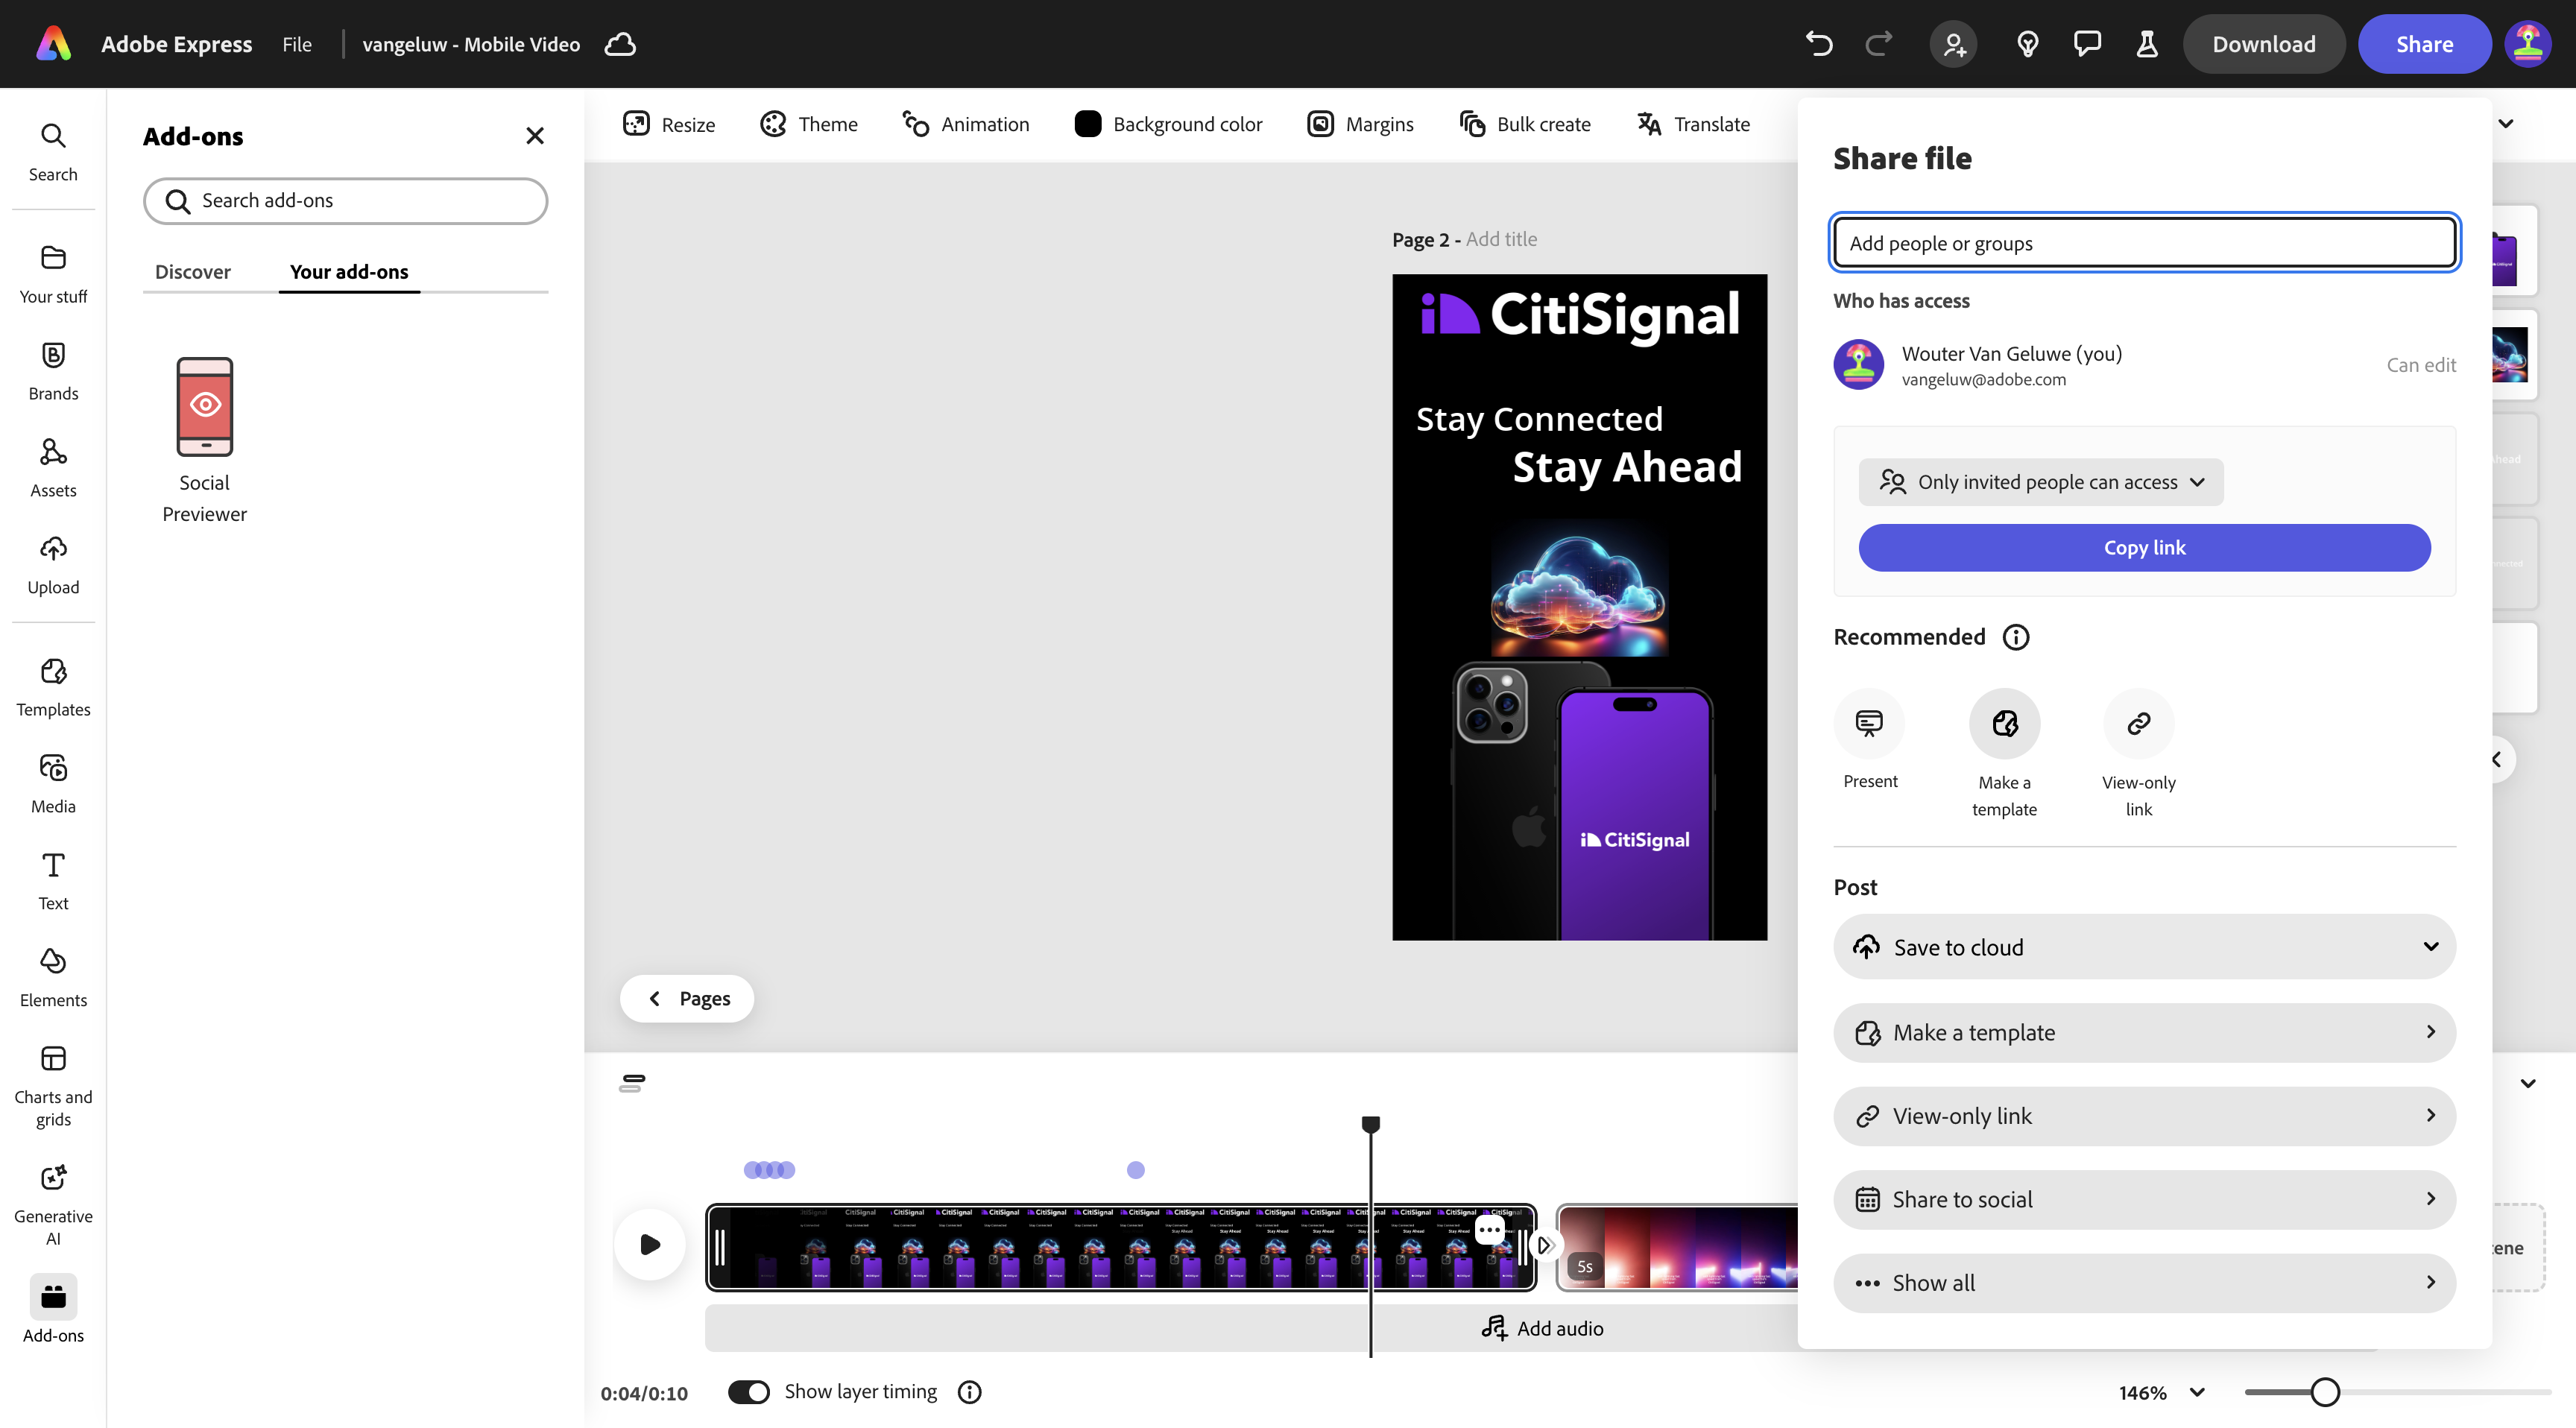 Adobe Express
File
vangeluw - Mobile Video
Download
Share
Search
Your stuff
Brands
Assets
Upload
Templates
Media
Text
Elements
Charts and
grids
Generative
AI
Add-ons
Add-ons
Search add-ons
Discover
Your add-ons
Social
Previewer
Resize
Theme
Animation
Background color
Margins
Bulk create
Translate
Page 2 - Add title
CitiSignal
Stay Connected
Stay Ahead
CitiSignal
Pages
Share file
Add people or groups
Who has access
Wouter Van Geluwe (you)
vangeluw@adobe.com
Can edit
Only invited people can access
Copy link
Recommended
Present
Make a
template
View-only
link
Post
Save to cloud
Make a template
View-only link
Share to social
Show all
5s
Add audio
0:04/0:10
Show layer timing
146%